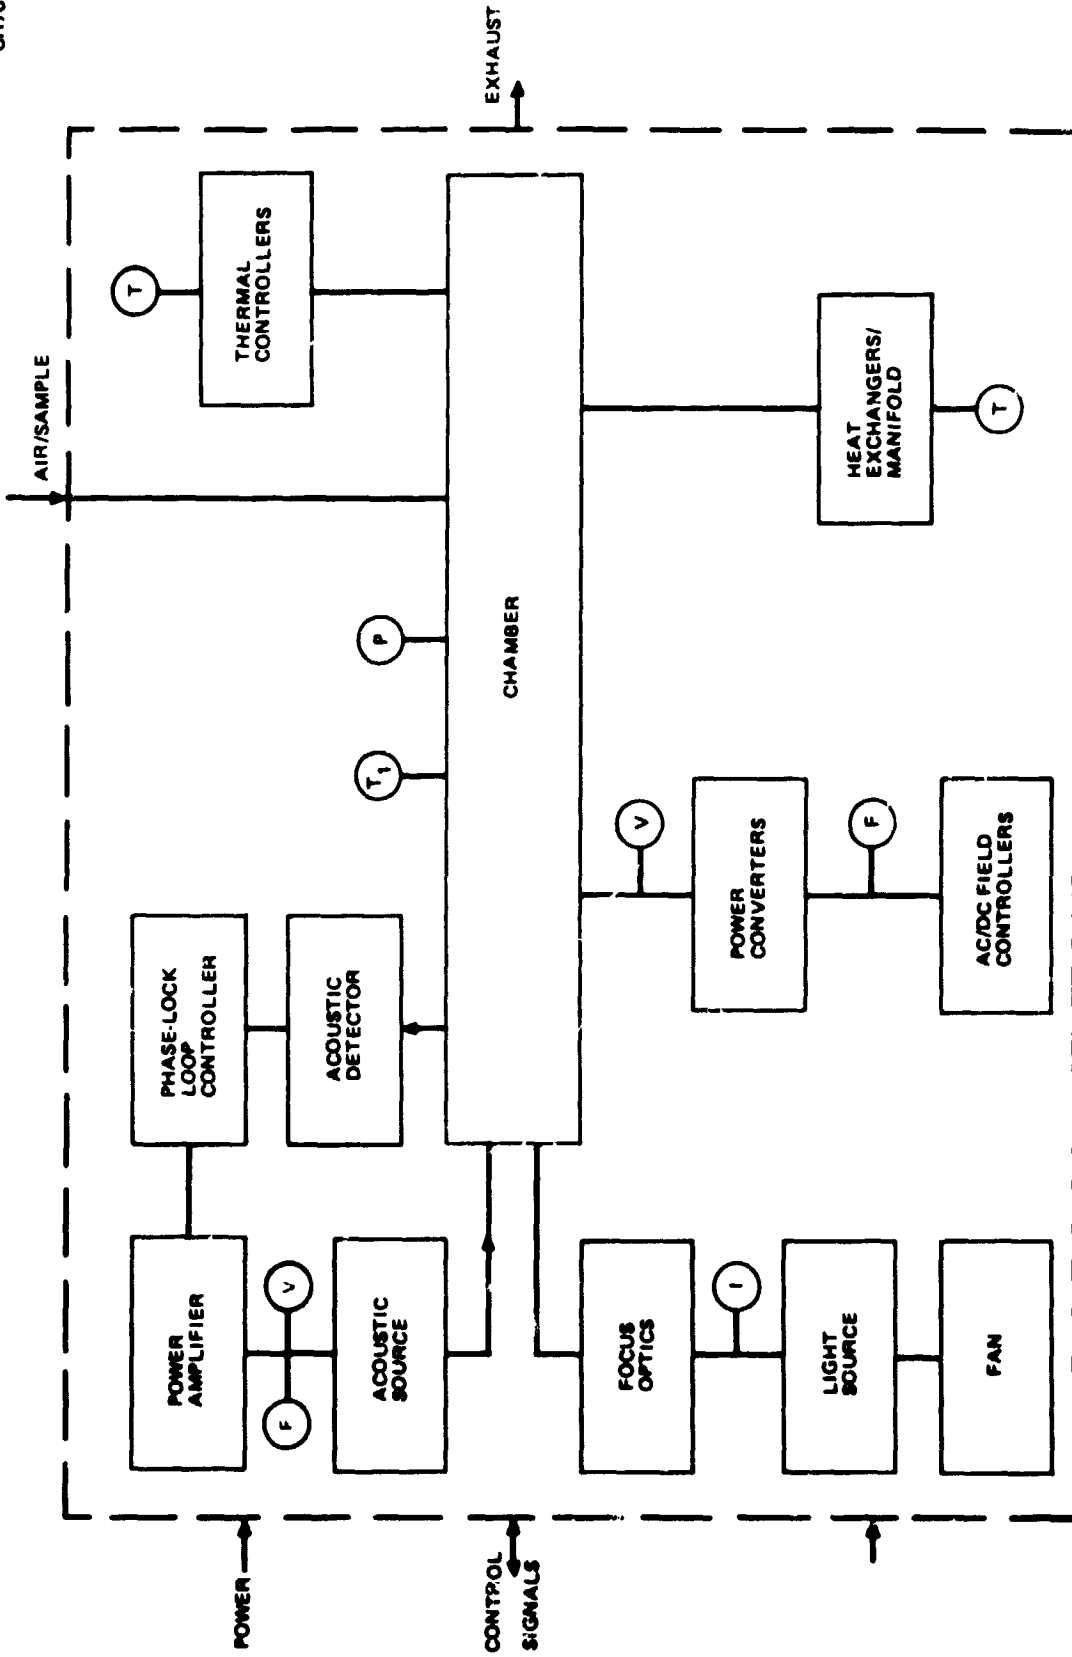 EXHAUST
AIR/SAMPLE
T
THERMAL
CONTROLLERS
P
T1
CHAMBER
HEAT
EXCHANGERS/
MANIFOLD
T
PHASE-LOCK
LOOP
CONTROLLER
ACOUSTIC
DETECTOR
V
POWER
CONVERTERS
F
AC/DC FIELD
CONTROLLERS
POWER
AMPLIFIER
F
V
ACOUSTIC
SOURCE
FOCUS
OPTICS
I
LIGHT
SOURCE
FAN
POWER
CONTROL
SIGNALS